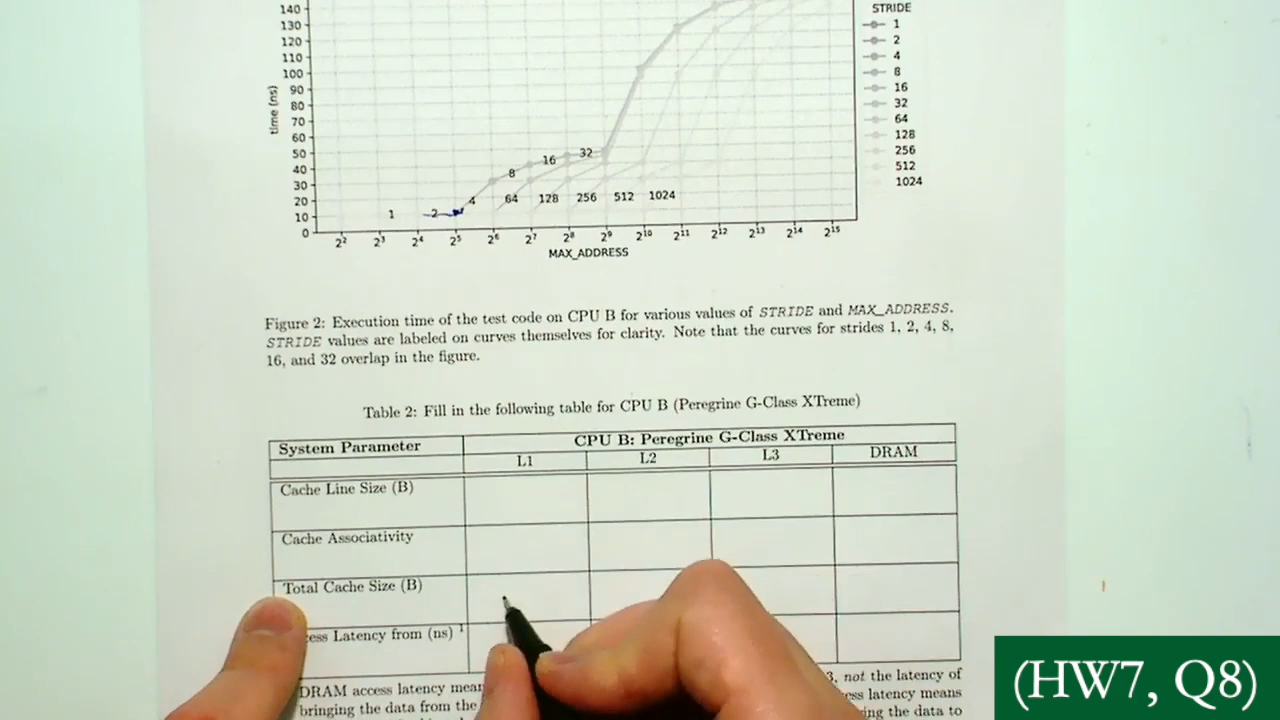 140
130
120
110
100
90
80
70
60
50
40
30
20
10
0
time (ns)
1
2
4
8
16
32
64
128
256
512
1024
2² 2³ 2⁴ 2⁵ 2⁶ 2⁷ 2⁸ 2⁹ 2¹⁰ 2¹¹ 2¹² 2¹³ 2¹⁴ 2¹⁵
MAX_ADDRESS
STRIDE
1
2
4
8
16
32
64
128
256
512
1024
Figure 2: Execution time of the test code on CPU B for various values of STRIDE and MAX_ADDRESS.
STRIDE values are labeled on curves themselves for clarity. Note that the curves for strides 1, 2, 4, 8,
16, and 32 overlap in the figure.
Table 2: Fill in the following table for CPU B (Peregrine G-Class XTreme)
System Parameter CPU B: Peregrine G-Class XTreme
L1 L2 L3 DRAM
Cache Line Size (B)
Cache Associativity
Total Cache Size (B)
Latency from (ns) ¹
DRAM access latency 3, not the latency of
bringing the data from the latency means
the data to
(HW7, Q8)